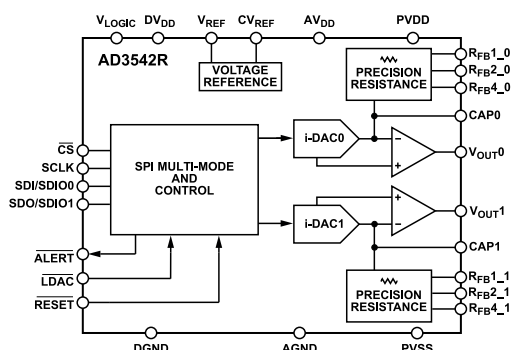 VLOGIC DVDD VREF CVREF AVDD PVDD
AD3542R
VOLTAGE
REFERENCE
PRECISION
RESISTANCE
RFB1_0
RFB2_0
RFB4_0
CAP0
VOUT0
i-DAC0
CS
SCLK
SDI/SDIO0
SDO/SDIO1
SPI MULTI-MODE
AND
CONTROL
i-DAC1
VOUT1
CAP1
ALERT
LDAC
RESET
PRECISION
RESISTANCE
RFB1_1
RFB2_1
RFB4_1
DGND AGND PVSS